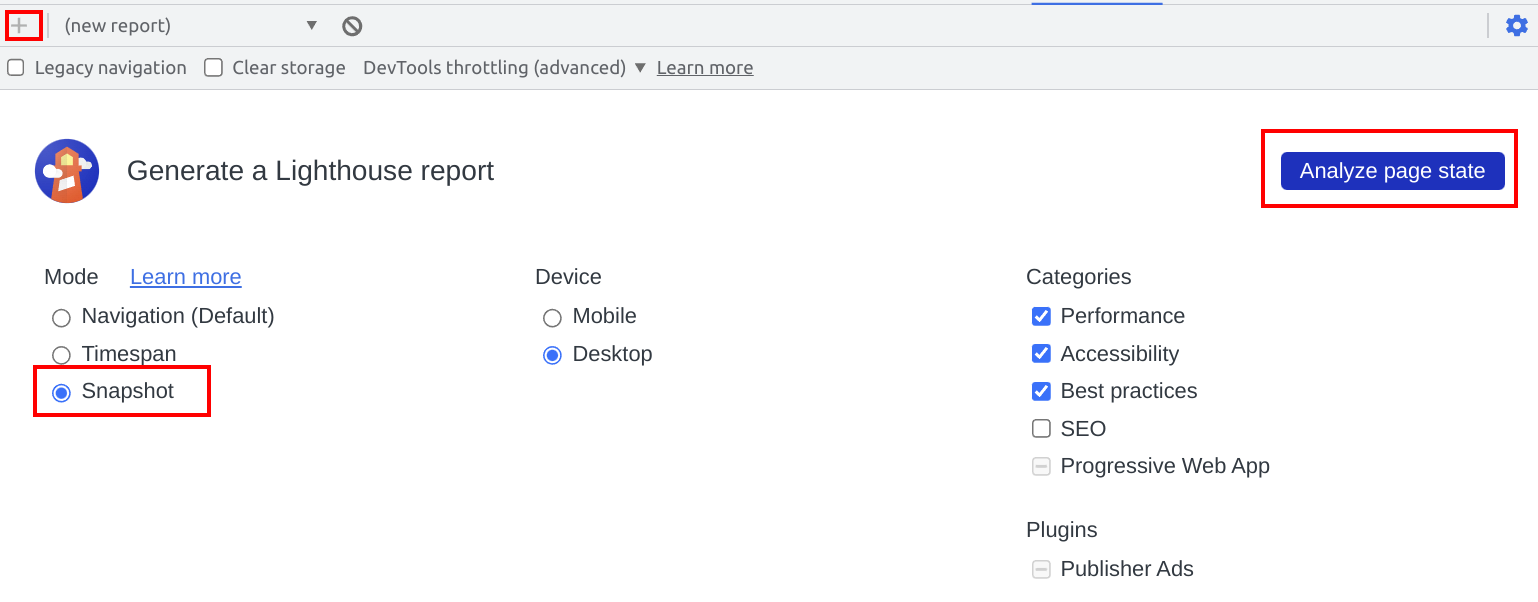 (new report)
Legacy navigation Clear storage DevTools throttling (advanced) Learn more
Generate a Lighthouse report
Analyze page state
Mode Learn more
Navigation (Default)
Timespan
Snapshot
Device
Mobile
Desktop
Categories
Performance
Accessibility
Best practices
SEO
Progressive Web App
Plugins
Publisher Ads